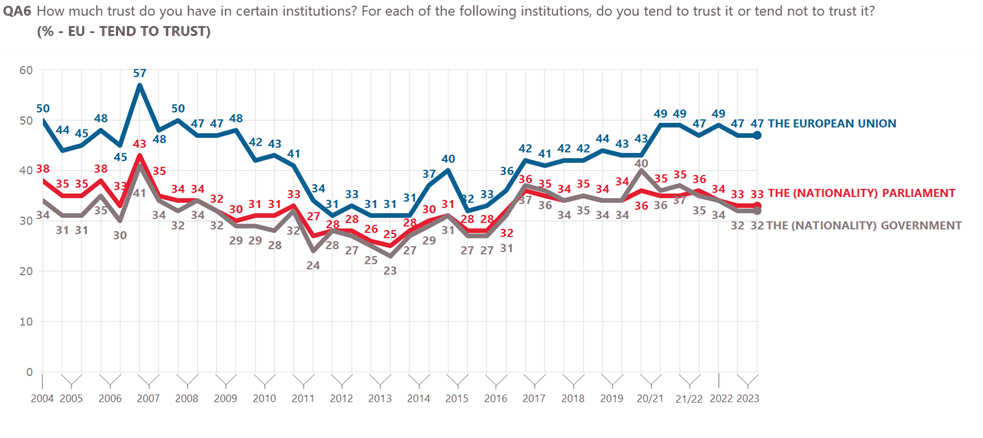 QA6 How much trust do you have in certain institutions? For each of the following institutions, do you tend to trust it or tend not to trust it?
(% - EU - TEND TO TRUST)
60
50
40
30
20
10
0
50 44 45 48 45 57 48 50 47 47 48 42 43 41 34 31 33 31 31 31 37 40 32 33 36 42 41 42 42 44 43 43 49 49 47 49 47 47
THE EUROPEAN UNION
38 35 35 38 33 43 35 34 34 32 30 31 31 33 27 28 28 26 25 28 30 31 28 28 32 36 35 34 35 34 34 36 35 35 36 34 33 33
THE (NATIONALITY) PARLIAMENT
34 31 31 35 30 41 34 32 34 32 29 29 28 32 24 28 27 25 23 27 29 31 27 27 31 37 36 34 35 34 34 40 36 37 35 34 32 32
THE (NATIONALITY) GOVERNMENT
2004 2005 2006 2007 2008 2009 2010 2011 2012 2013 2014 2015 2016 2017 2018 2019 20/21 21/22 2022 2023